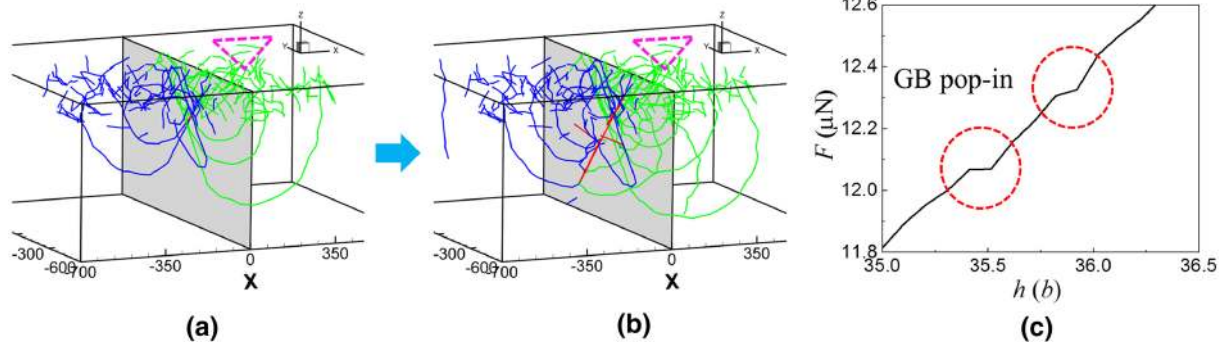 Z
Y
X
-300
-600
-700
-350
0
350
X
(a)
Z
Y
X
-300
-600
-700
-350
0
350
X
(b)
12.6
12.4
12.2
12.0
11.8
F (μN)
GB pop-in
35.0
35.5
36.0
36.5
h (b)
(c)